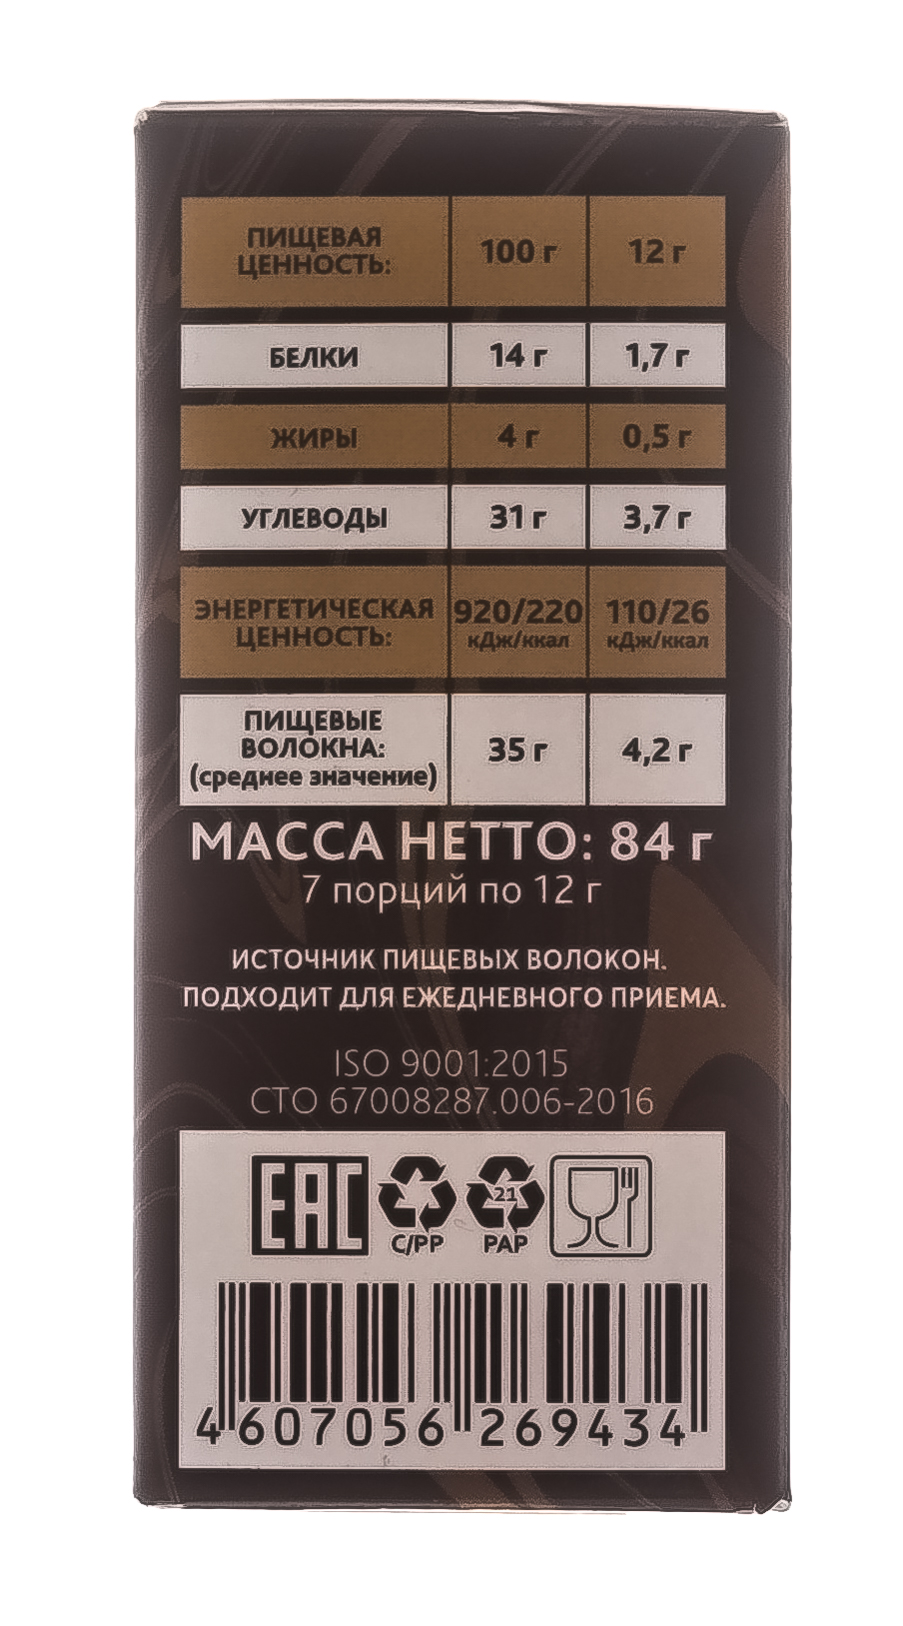 ПИЩЕВАЯ
ЦЕННОСТЬ: 100 г 12 г
БЕЛКИ 14 г 1,7 г
ЖИРЫ 4 г 0,5 г
УГЛЕВОДЫ 31 г 3,7 г
ЭНЕРГЕТИЧЕСКАЯ 920/220 110/26
ЦЕННОСТЬ: кДж/ккал кДж/ккал
ПИЩЕВЫЕ
ВОЛОКНА: 35 г 4,2 г
(среднее значение)
МАССА НЕТТО: 84 г
7 порций по 12 г
ИСТОЧНИК ПИЩЕВЫХ ВОЛОКОН.
ПОДХОДИТ ДЛЯ ЕЖЕДНЕВНОГО ПРИЕМА.
ISO 9001:2015
СТО 67008287.006-2016
EAC 21
C/PP PAP
4 607056 269434